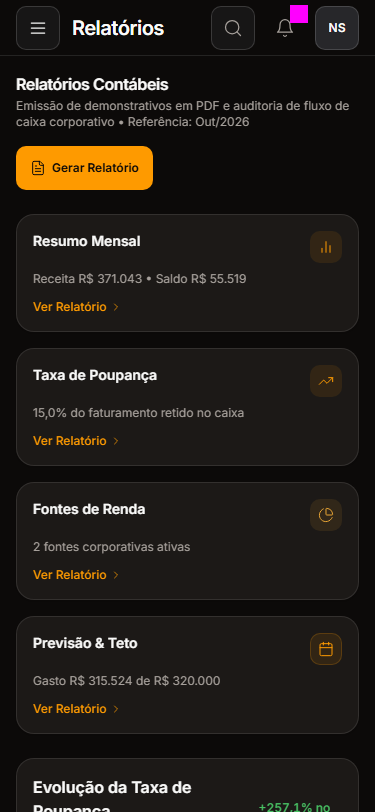 Relatórios
NS
Relatórios Contábeis
Emissão de demonstrativos em PDF e auditoria de fluxo de
caixa corporativo • Referência: Out/2026
Gerar Relatório
Resumo Mensal
Receita R$ 371.043 • Saldo R$ 55.519
Ver Relatório
Taxa de Poupança
15,0% do faturamento retido no caixa
Ver Relatório
Fontes de Renda
2 fontes corporativas ativas
Ver Relatório
Previsão & Teto
Gasto R$ 315.524 de R$ 320.000
Ver Relatório
Evolução da Taxa de
Poupança
+257,1% no